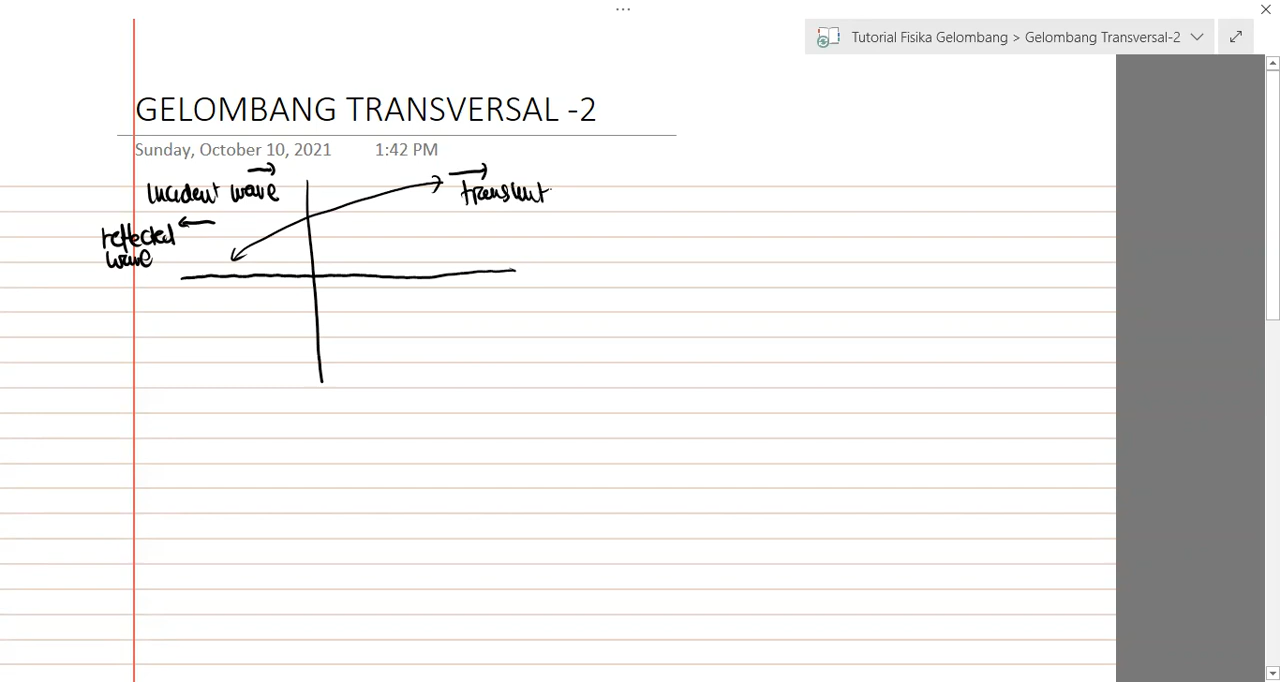 Tutorial Fisika Gelombang > Gelombang Transversal-2
GELOMBANG TRANSVERSAL -2
Sunday, October 10, 2021 1:42 PM
Incident wave
reflected
wave